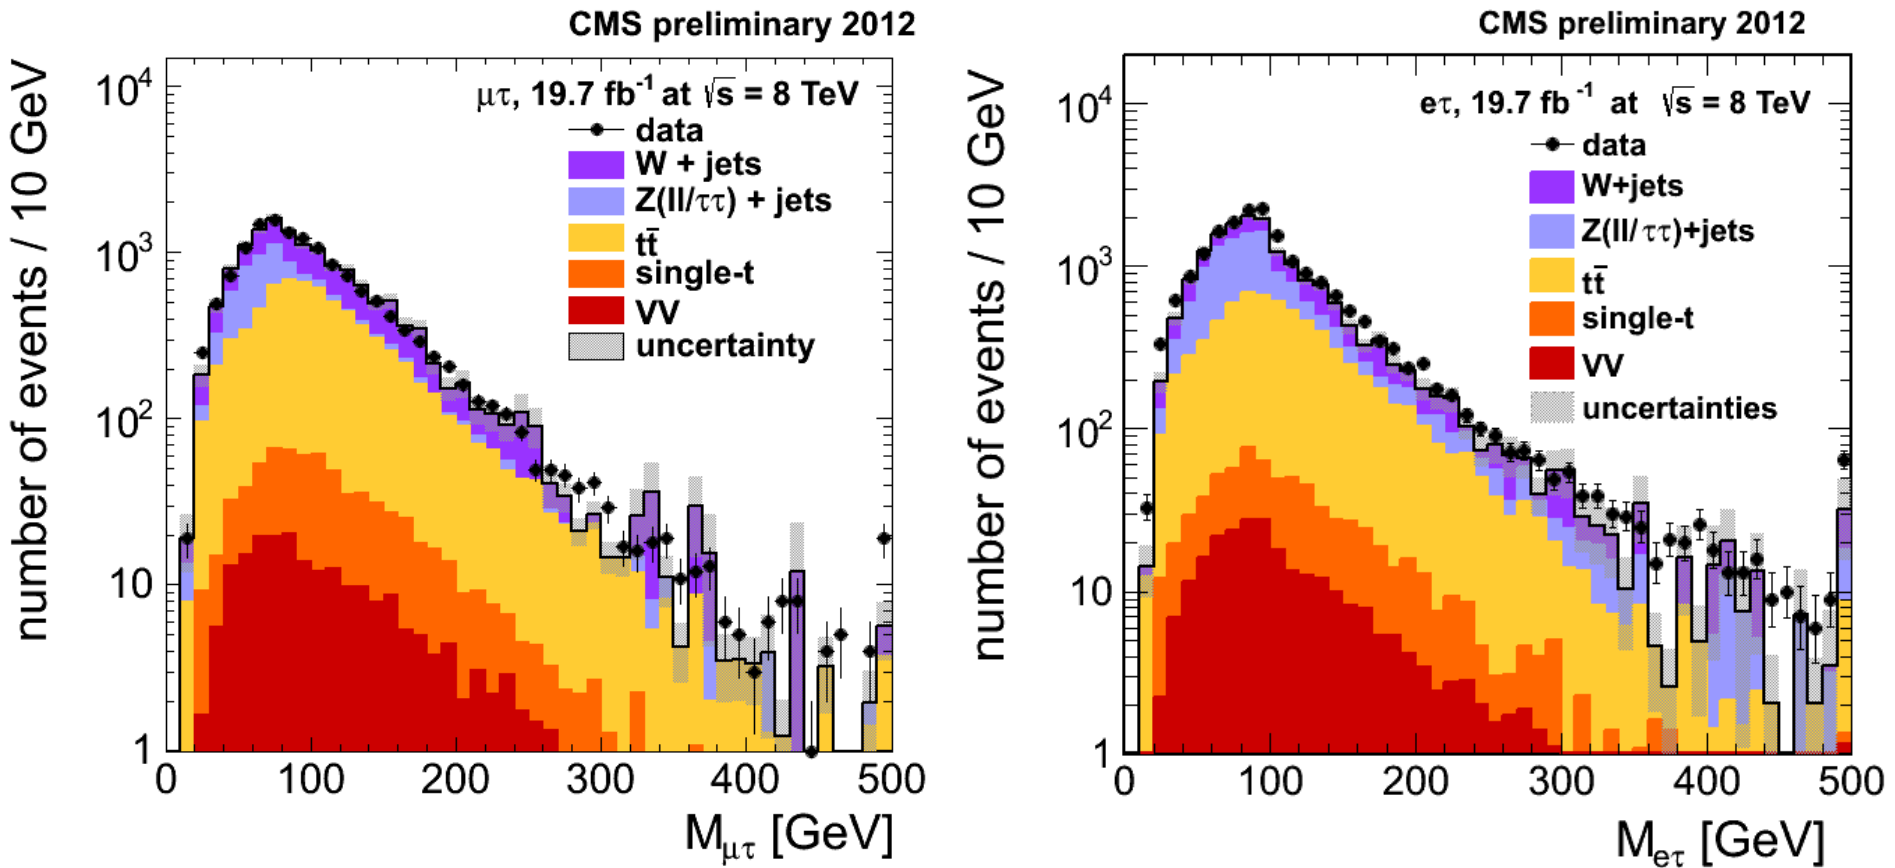 CMS preliminary 2012
number of events / 10 GeV
μτ, 19.7 fb⁻¹ at √s = 8 TeV
data
W + jets
Z(ll/ττ) + jets
tt̄
single-t
VV
uncertainty
10⁴
10³
10²
10
1
0 100 200 300 400 500
M_μτ [GeV]
CMS preliminary 2012
number of events / 10 GeV
eτ, 19.7 fb⁻¹ at √s = 8 TeV
data
W+jets
Z(ll/ττ)+jets
tt̄
single-t
VV
uncertainties
10⁴
10³
10²
10
1
0 100 200 300 400 500
M_eτ [GeV]